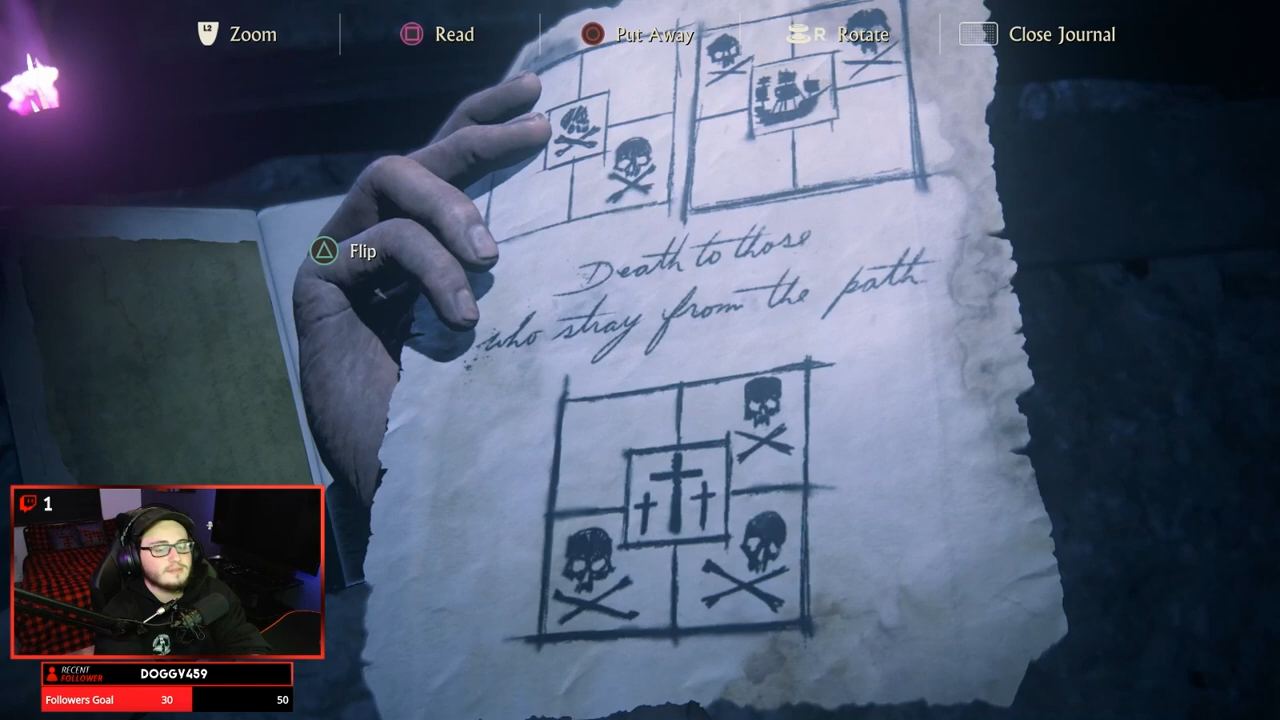 L2 Zoom
Read
Put Away
R Rotate
Close Journal
Flip
Death to those
who stray from the path
1
RECENT
FOLLOWER
DOGGY459
Followers Goal 30 50